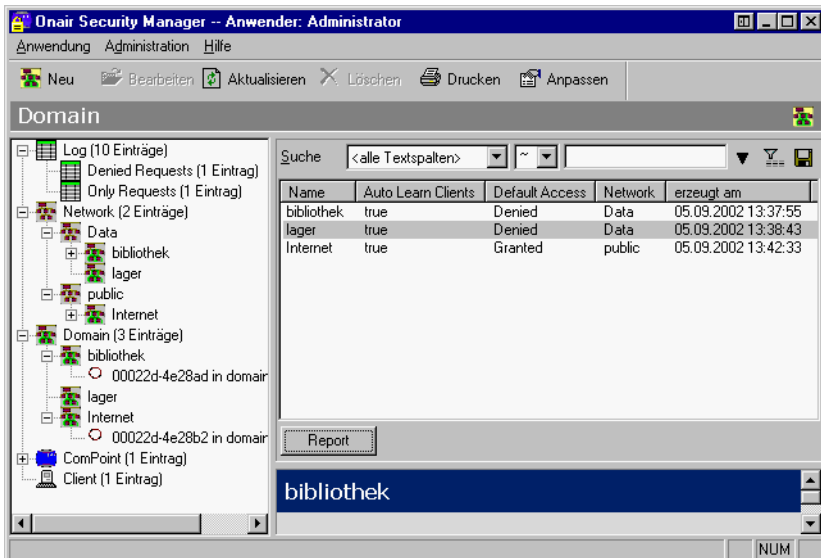 Onair Security Manager -- Anwender: Administrator
Anwendung Administration Hilfe
Neu Bearbeiten Aktualisieren Löschen Drucken Anpassen
Domain
Log (10 Einträge)
Denied Requests (1 Eintrag)
Only Requests (1 Eintrag)
Network (2 Einträge)
Data
bibliothek
lager
public
Internet
Domain (3 Einträge)
bibliothek
00022d-4e28ad in domair
lager
Internet
00022d-4e28b2 in domair
ComPoint (1 Eintrag)
Client (1 Eintrag)
Suche <alle Textspalten> ~
Name Auto Learn Clients Default Access Network erzeugt am
bibliothek true Denied Data 05.09.2002 13:37:55
lager true Denied Data 05.09.2002 13:38:43
Internet true Granted public 05.09.2002 13:42:33
Report
bibliothek
NUM